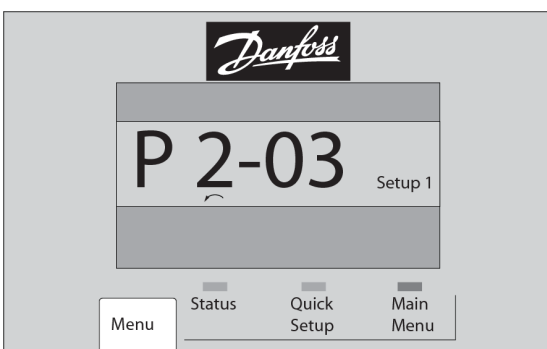 Danfoss
P 2-03
Setup 1
Status
Quick Setup
Main Menu
Menu